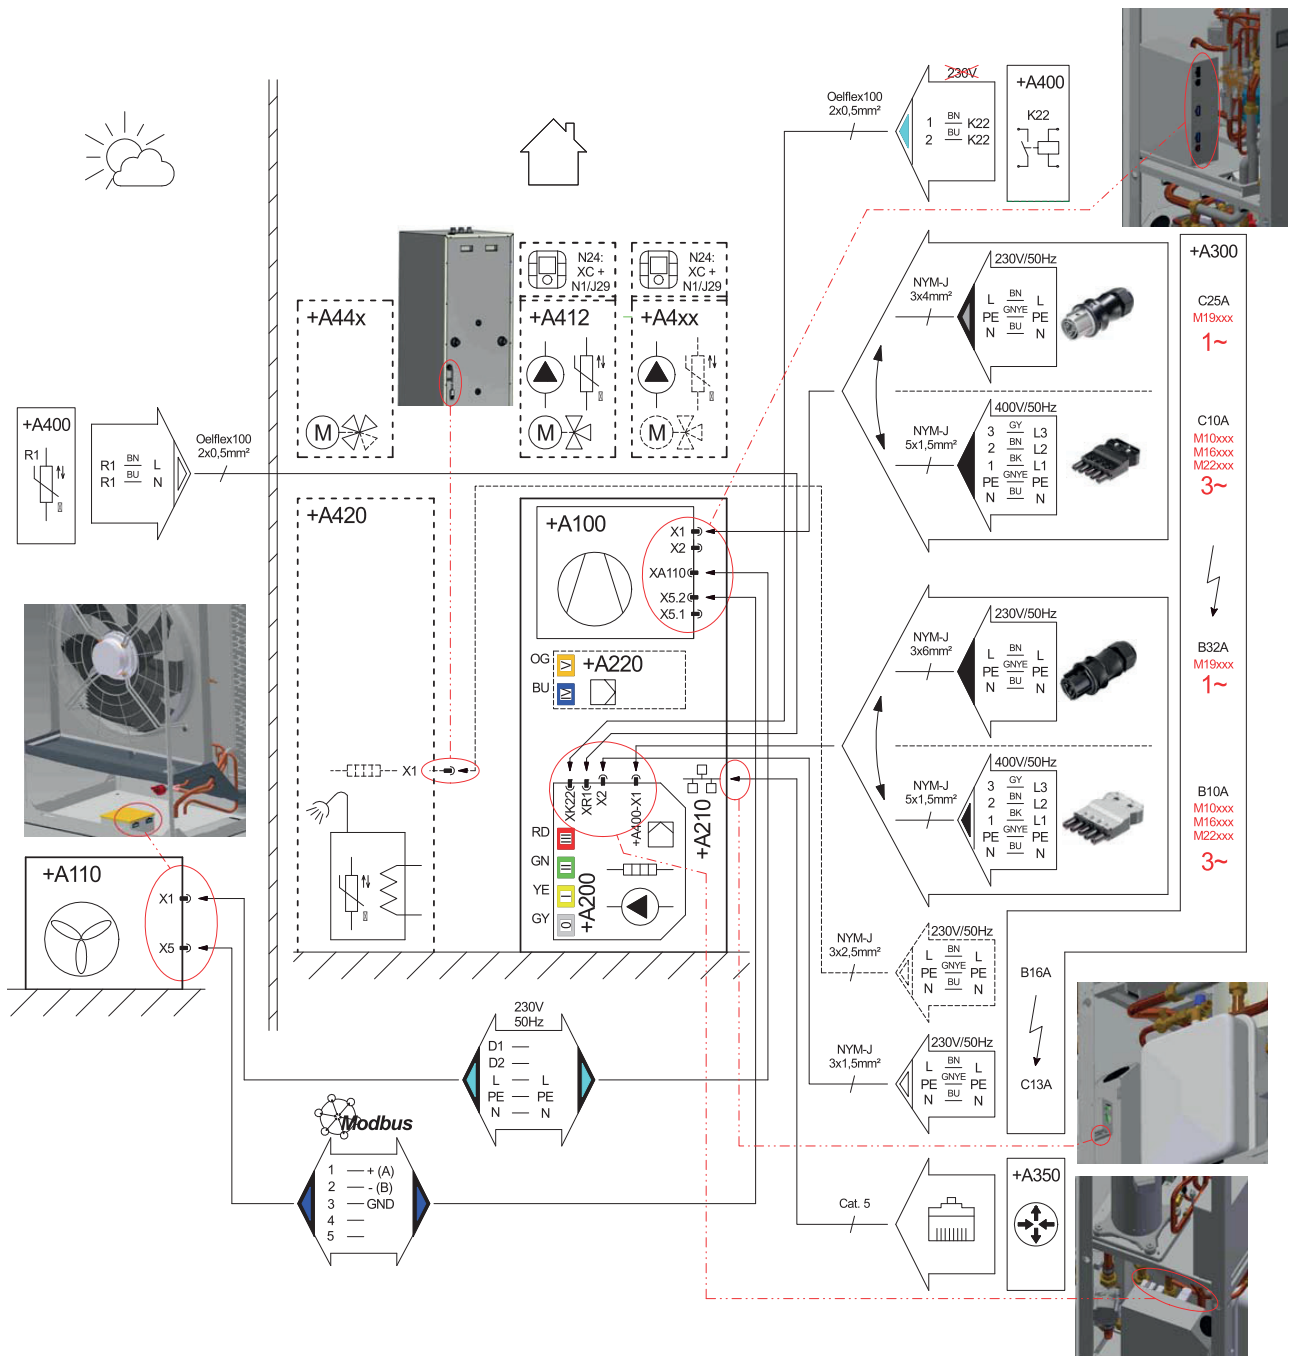 230V
Oelflex100
2x0,5mm²
1 BN K22
2 BU K22
+A400
K22
N24:
XC +
N1/J29
N24:
XC +
N1/J29
+A44x
M
+A412
M
+A4xx
M
+A300
NYM-J
3x4mm²
230V/50Hz
L BN L
PE GNYE PE
N BU N
C25A
M19xxx
1~
NYM-J
5x1,5mm²
400V/50Hz
3 GY L3
2 BN L2
1 BK L1
PE GNYE PE
N BU N
C10A
M10xxx
M16xxx
M22xxx
3~
+A400
R1
R1 BN L
R1 BU N
Oelflex100
2x0,5mm²
+A420
X1
+A100
X1
X2
XA110
X5.2
X5.1
OG
BU
+A220
NYM-J
3x6mm²
230V/50Hz
L BN L
PE GNYE PE
N BU N
B32A
M19xxx
1~
NYM-J
5x1,5mm²
400V/50Hz
3 GY L3
2 BN L2
1 BK L1
PE GNYE PE
N BU N
B10A
M10xxx
M16xxx
M22xxx
3~
XK22
XR1
X2
+A400-X1
+A210
RD III
GN II
YE I
GY 0
+A200
+A110
X1
X5
NYM-J
3x2,5mm²
230V/50Hz
L BN L
PE GNYE PE
N BU N
B16A
NYM-J
3x1,5mm²
230V/50Hz
L BN L
PE GNYE PE
N BU N
C13A
230V
50Hz
D1
D2
L L
PE PE
N N
Modbus
1 + (A)
2 - (B)
3 GND
4
5
Cat. 5
+A350